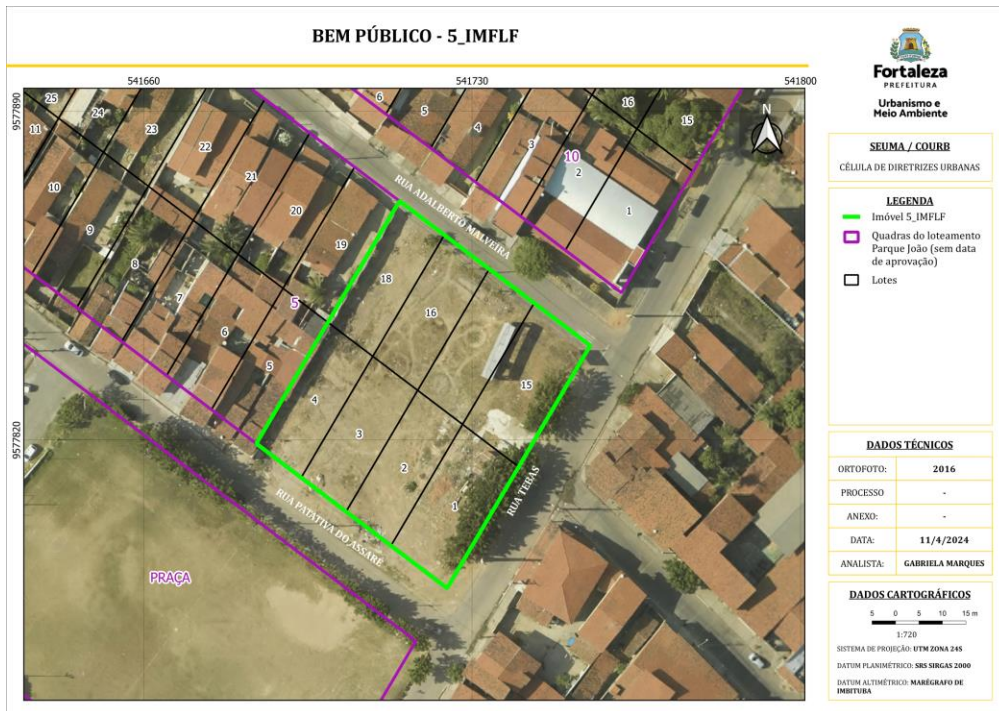 BEM PÚBLICO - 5_IMFLF
541660
541730
541800
9577890
9577820
25
24
23
22
21
20
19
11
10
9
8
7
6
5
5
6
5
4
3
10
2
1
16
15
N
RUA ADALBERTO MALVEIRA
18
16
15
4
3
2
1
RUA TEBAS
RUA PATATIVA DO ASSARÉ
PRAÇA
Fortaleza
PREFEITURA
Urbanismo e
Meio Ambiente
SEUMA / COURB
CÉLULA DE DIRETRIZES URBANAS
LEGENDA
Imóvel 5_IMFLF
Quadras do loteamento
Parque João (sem data
de aprovação)
Lotes
DADOS TÉCNICOS
ORTOFOTO: 2016
PROCESSO -
ANEXO: -
DATA: 11/4/2024
ANALISTA: GABRIELA MARQUES
DADOS CARTOGRÁFICOS
5 0 5 10 15 m
1:720
SISTEMA DE PROJEÇÃO: UTM ZONA 24S
DATUM PLANIMÉTRICO: SRS SIRGAS 2000
DATUM ALTIMÉTRICO: MARÉGRAFO DE
IMBITUBA